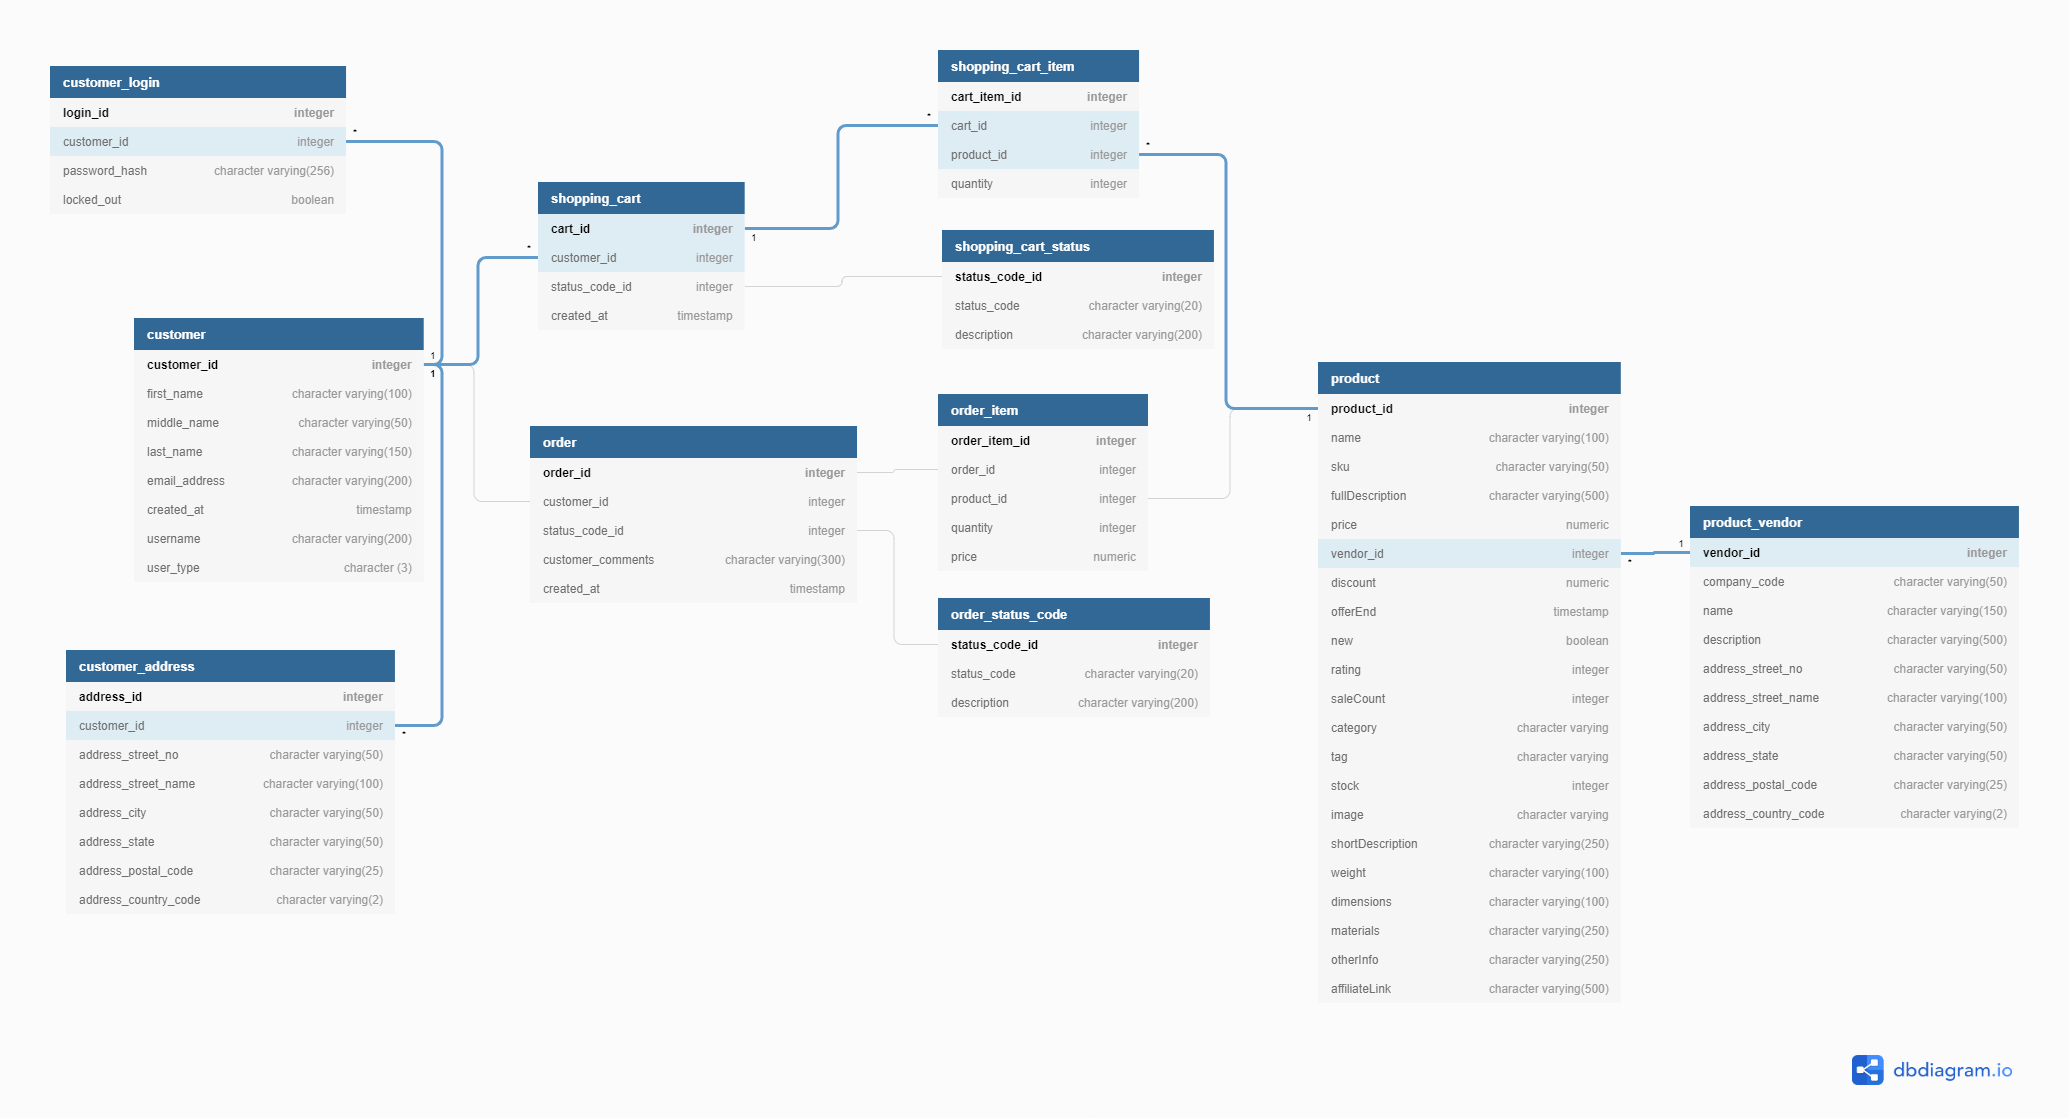 customer_login
login_id integer
customer_id integer
password_hash character varying(256)
locked_out boolean
customer
customer_id integer
first_name character varying(100)
middle_name character varying(50)
last_name character varying(150)
email_address character varying(200)
created_at timestamp
username character varying(200)
user_type character (3)
customer_address
address_id integer
customer_id integer
address_street_no character varying(50)
address_street_name character varying(100)
address_city character varying(50)
address_state character varying(50)
address_postal_code character varying(25)
address_country_code character varying(2)
*
1
1
*
shopping_cart
cart_id integer
customer_id integer
status_code_id integer
created_at timestamp
*
1
order
order_id integer
customer_id integer
status_code_id integer
customer_comments character varying(300)
created_at timestamp
shopping_cart_item
cart_item_id integer
cart_id integer
product_id integer
quantity integer
*
*
shopping_cart_status
status_code_id integer
status_code character varying(20)
description character varying(200)
order_item
order_item_id integer
order_id integer
product_id integer
quantity integer
price numeric
order_status_code
status_code_id integer
status_code character varying(20)
description character varying(200)
1
product
product_id integer
name character varying(100)
sku character varying(50)
fullDescription character varying(500)
price numeric
vendor_id integer
discount numeric
offerEnd timestamp
new boolean
rating integer
saleCount integer
category character varying
tag character varying
stock integer
image character varying
shortDescription character varying(250)
weight character varying(100)
dimensions character varying(100)
materials character varying(250)
otherInfo character varying(250)
affiliateLink character varying(500)
*
1
product_vendor
vendor_id integer
company_code character varying(50)
name character varying(150)
description character varying(500)
address_street_no character varying(50)
address_street_name character varying(100)
address_city character varying(50)
address_state character varying(50)
address_postal_code character varying(25)
address_country_code character varying(2)
dbdiagram.io